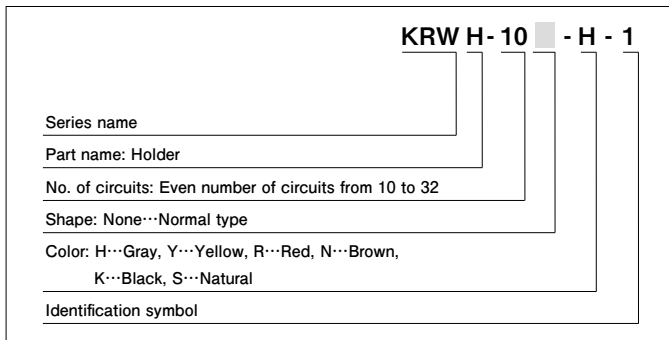 KRW H - 10 - H - 1
Series name
Part name: Holder
No. of circuits: Even number of circuits from 10 to 32
Shape: None⋯Normal type
Color: H⋯Gray, Y⋯Yellow, R⋯Red, N⋯Brown,
K⋯Black, S⋯Natural
Identification symbol